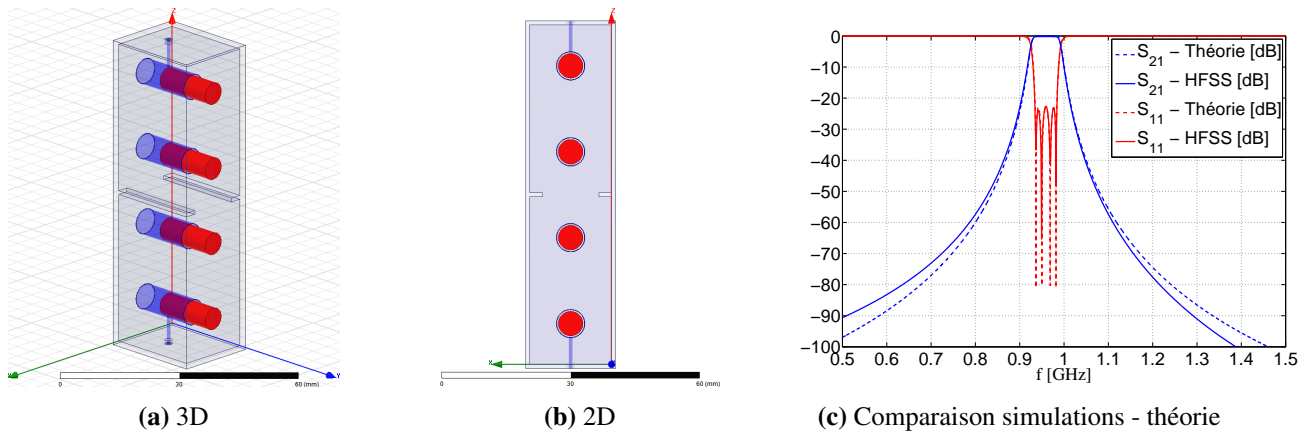 Z
Y
0
30
60 (mm)
(a) 3D
Z
X
0
30
60 (mm)
(b) 2D
S21 – Théorie [dB]
S21 – HFSS [dB]
S11 – Théorie [dB]
S11 – HFSS [dB]
0
−10
−20
−30
−40
−50
−60
−70
−80
−90
−100
0.5 0.6 0.7 0.8 0.9 1 1.1 1.2 1.3 1.4 1.5
f [GHz]
(c) Comparaison simulations - théorie